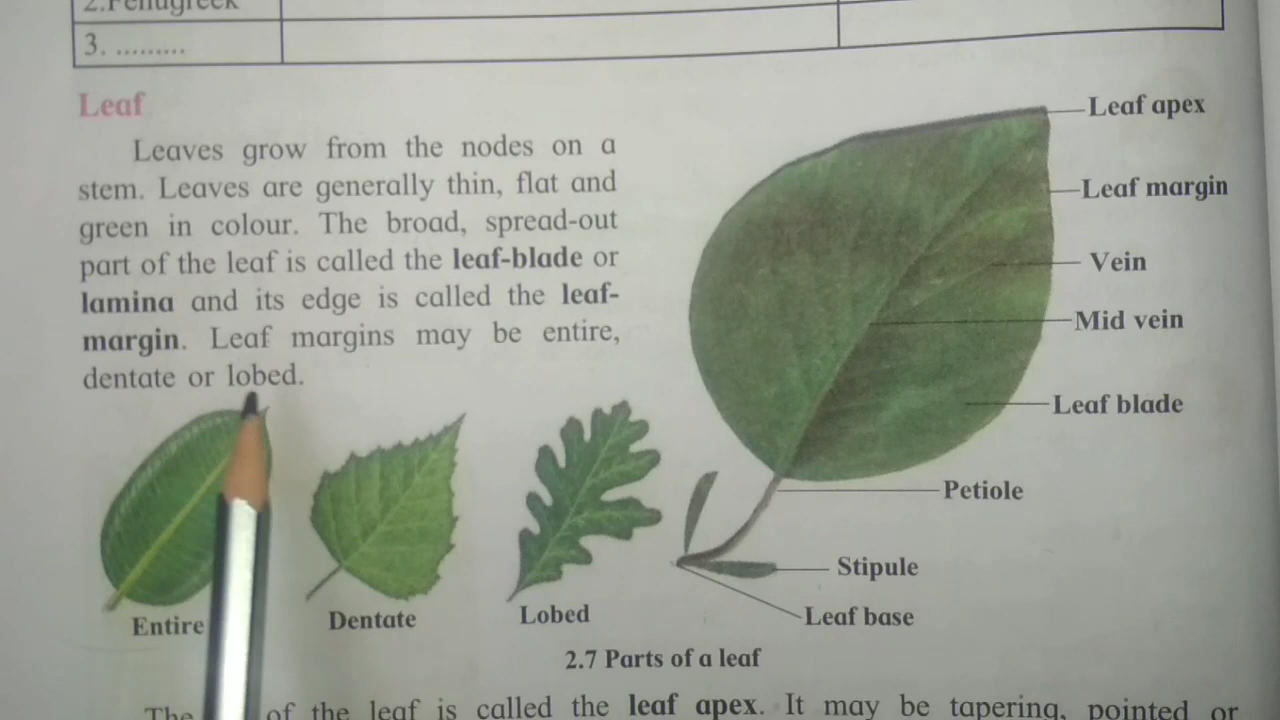 2.Fenugreek
3. .........
Leaf
Leaves grow from the nodes on a
stem. Leaves are generally thin, flat and
green in colour. The broad, spread-out
part of the leaf is called the leaf-blade or
lamina and its edge is called the leaf-
margin. Leaf margins may be entire,
dentate or lobed.
Leaf apex
Leaf margin
Vein
Mid vein
Leaf blade
Petiole
Stipule
Leaf base
Entire
Dentate
Lobed
2.7 Parts of a leaf
The of the leaf is called the leaf apex. It may be tapering, pointed or